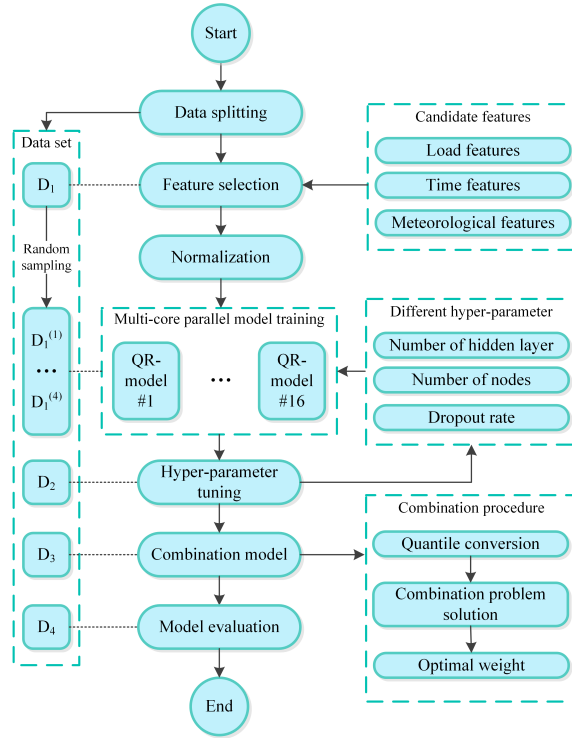 Start
Data splitting
Data set
D1
Random
sampling
D1(1)
...
D1(4)
D2
D3
D4
Feature selection
Candidate features
Load features
Time features
Meteorological features
Normalization
Multi-core parallel model training
QR-
model
#1
...
QR-
model
#16
Different hyper-parameter
Number of hidden layer
Number of nodes
Dropout rate
Hyper-parameter
tuning
Combination model
Combination procedure
Quantile conversion
Combination problem
solution
Optimal weight
Model evaluation
End